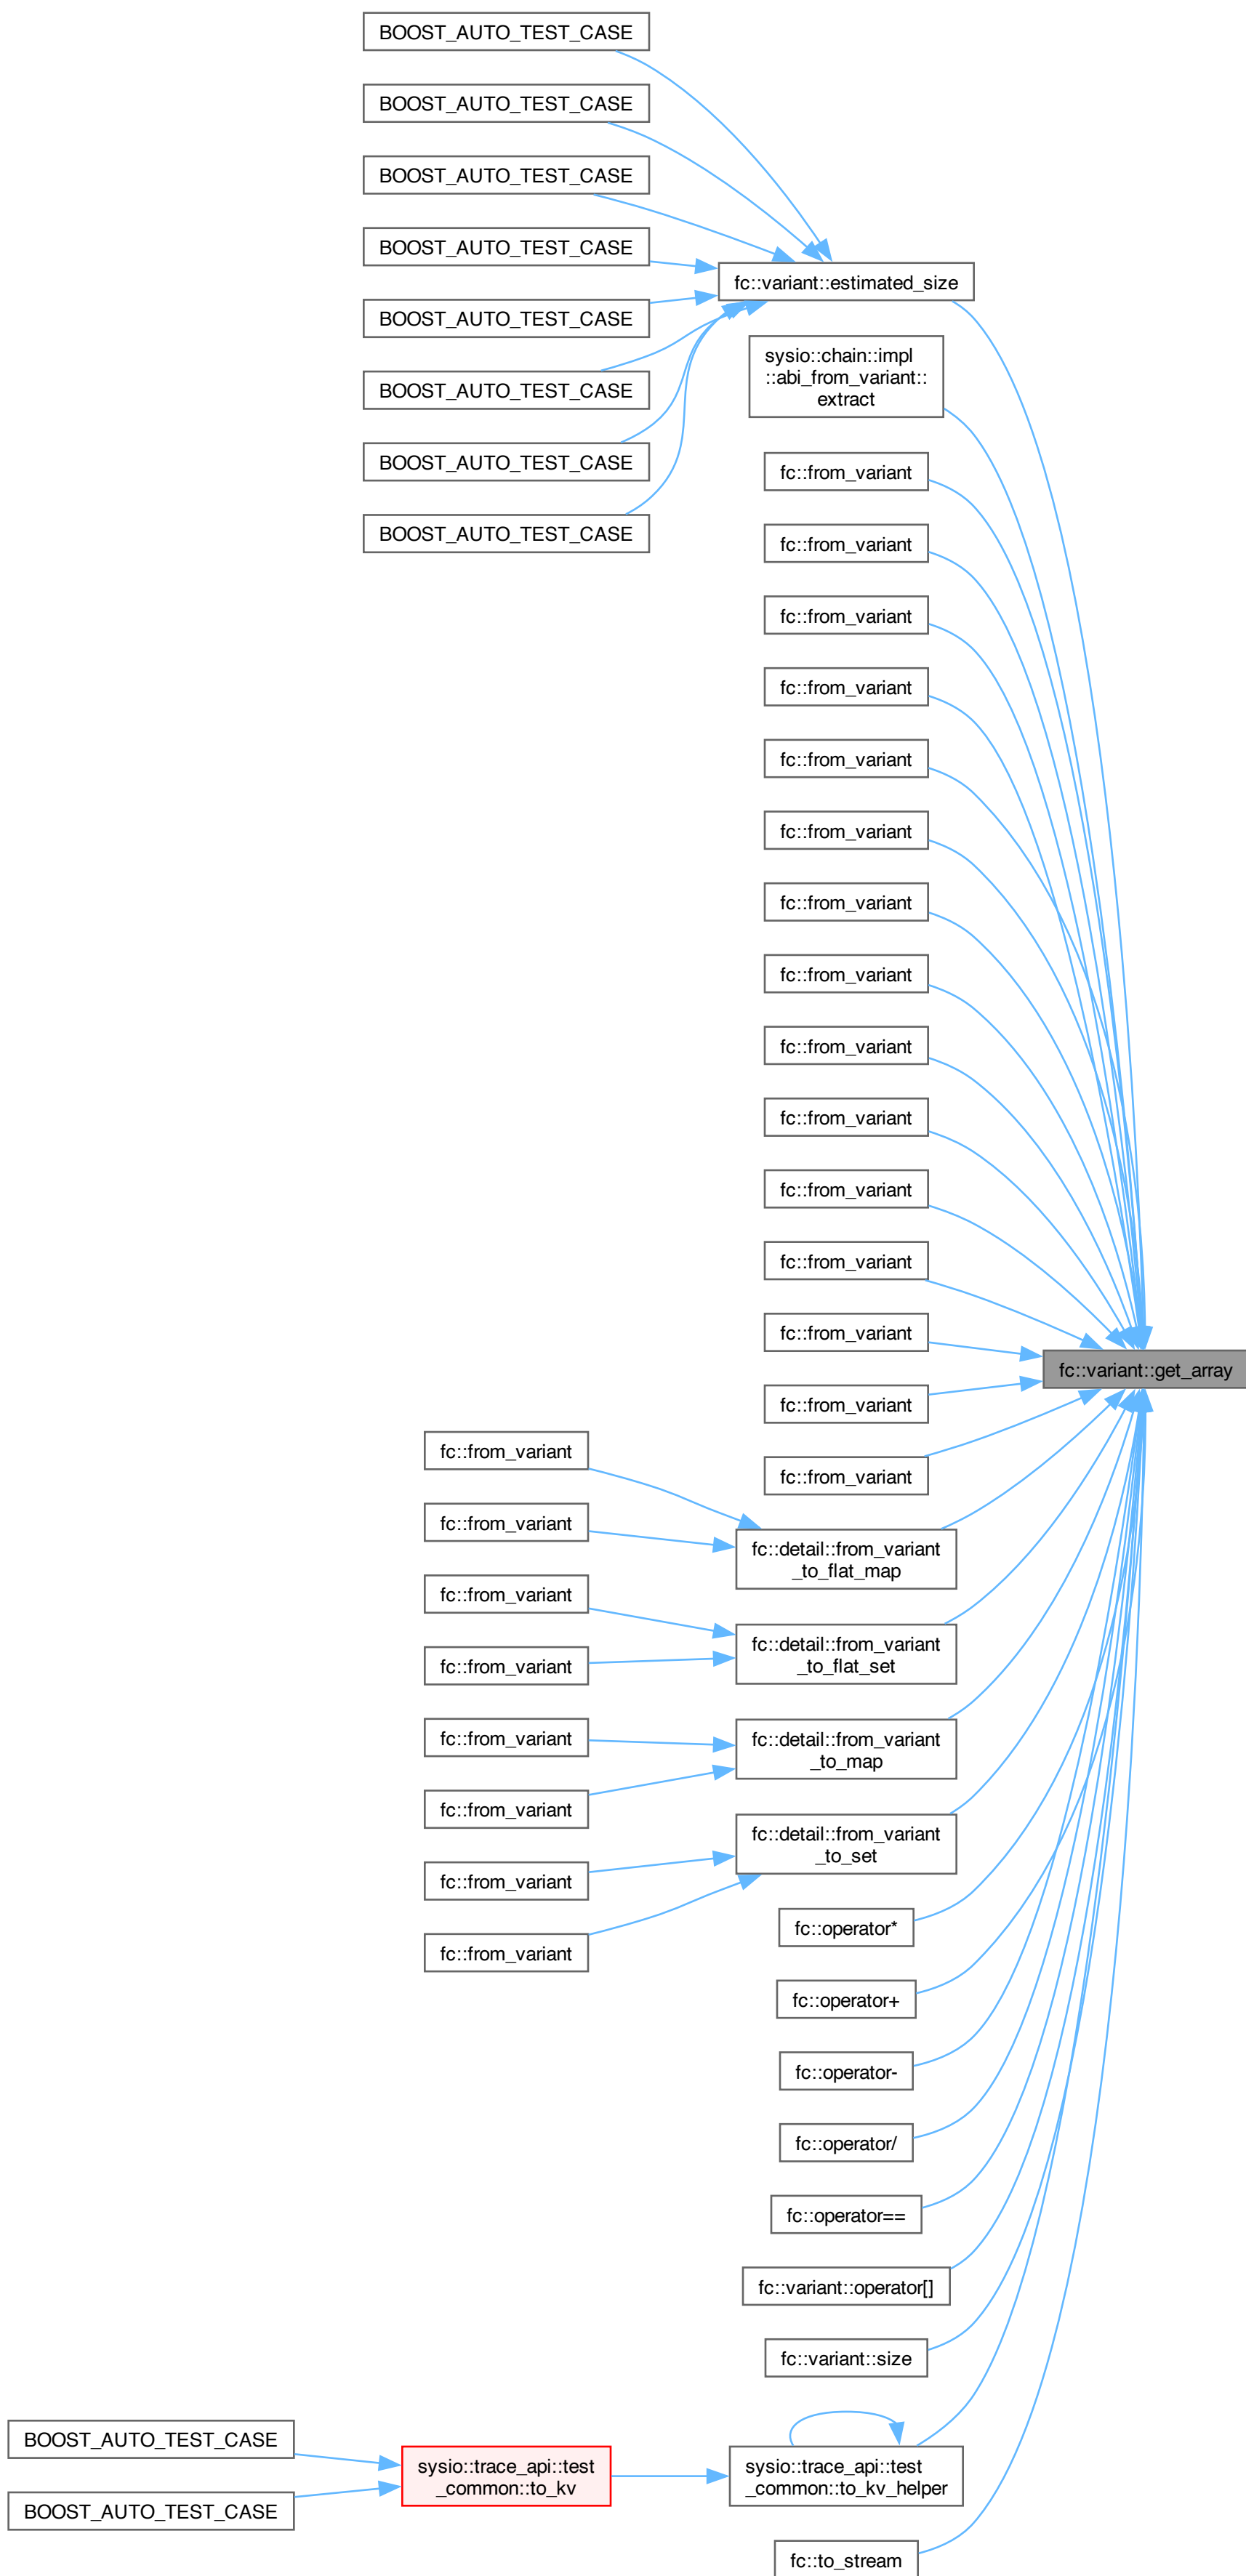 BOOST_AUTO_TEST_CASE
BOOST_AUTO_TEST_CASE
BOOST_AUTO_TEST_CASE
BOOST_AUTO_TEST_CASE
fc::variant::estimated_size
BOOST_AUTO_TEST_CASE
sysio::chain::impl
::abi_from_variant::
extract
BOOST_AUTO_TEST_CASE
BOOST_AUTO_TEST_CASE
fc::from_variant
BOOST_AUTO_TEST_CASE
fc::from_variant
fc::from_variant
fc::from_variant
fc::from_variant
fc::from_variant
fc::from_variant
fc::from_variant
fc::from_variant
fc::from_variant
fc::from_variant
fc::from_variant
fc::from_variant
fc::variant::get_array
fc::from_variant
fc::from_variant
fc::from_variant
fc::from_variant
fc::detail::from_variant
_to_flat_map
fc::from_variant
fc::from_variant
fc::detail::from_variant
_to_flat_set
fc::from_variant
fc::detail::from_variant
_to_map
fc::from_variant
fc::detail::from_variant
_to_set
fc::from_variant
fc::operator*
fc::from_variant
fc::operator+
fc::operator-
fc::operator/
fc::operator==
fc::variant::operator[]
fc::variant::size
BOOST_AUTO_TEST_CASE
sysio::trace_api::test
_common::to_kv
sysio::trace_api::test
_common::to_kv_helper
BOOST_AUTO_TEST_CASE
fc::to_stream